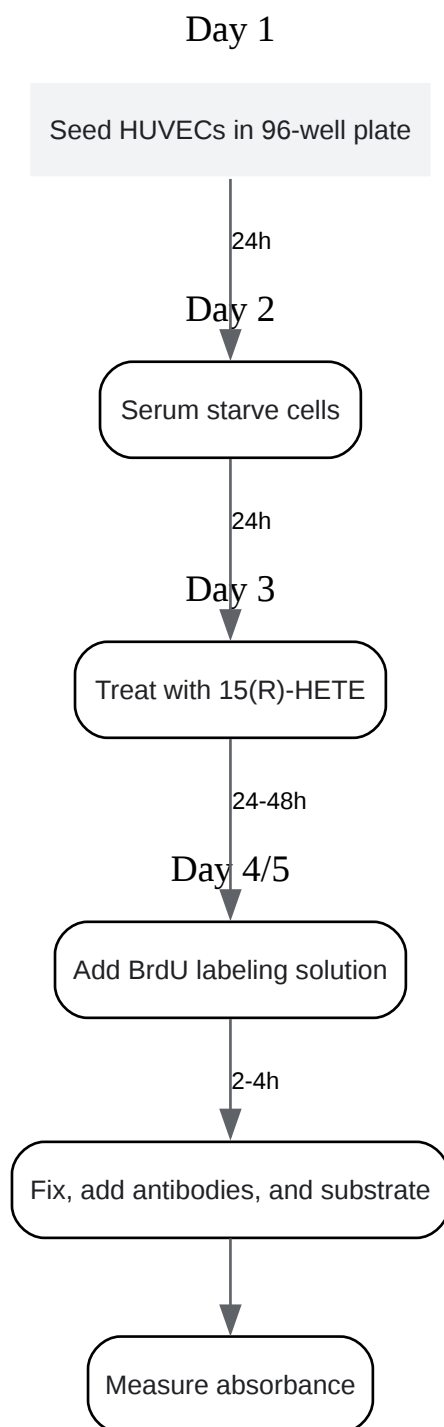 Day 1
Seed HUVECs in 96-well plate
24h
Day 2
Serum starve cells
24h
Day 3
Treat with 15(R)-HETE
24-48h
Day 4/5
Add BrdU labeling solution
2-4h
Fix, add antibodies, and substrate
Measure absorbance